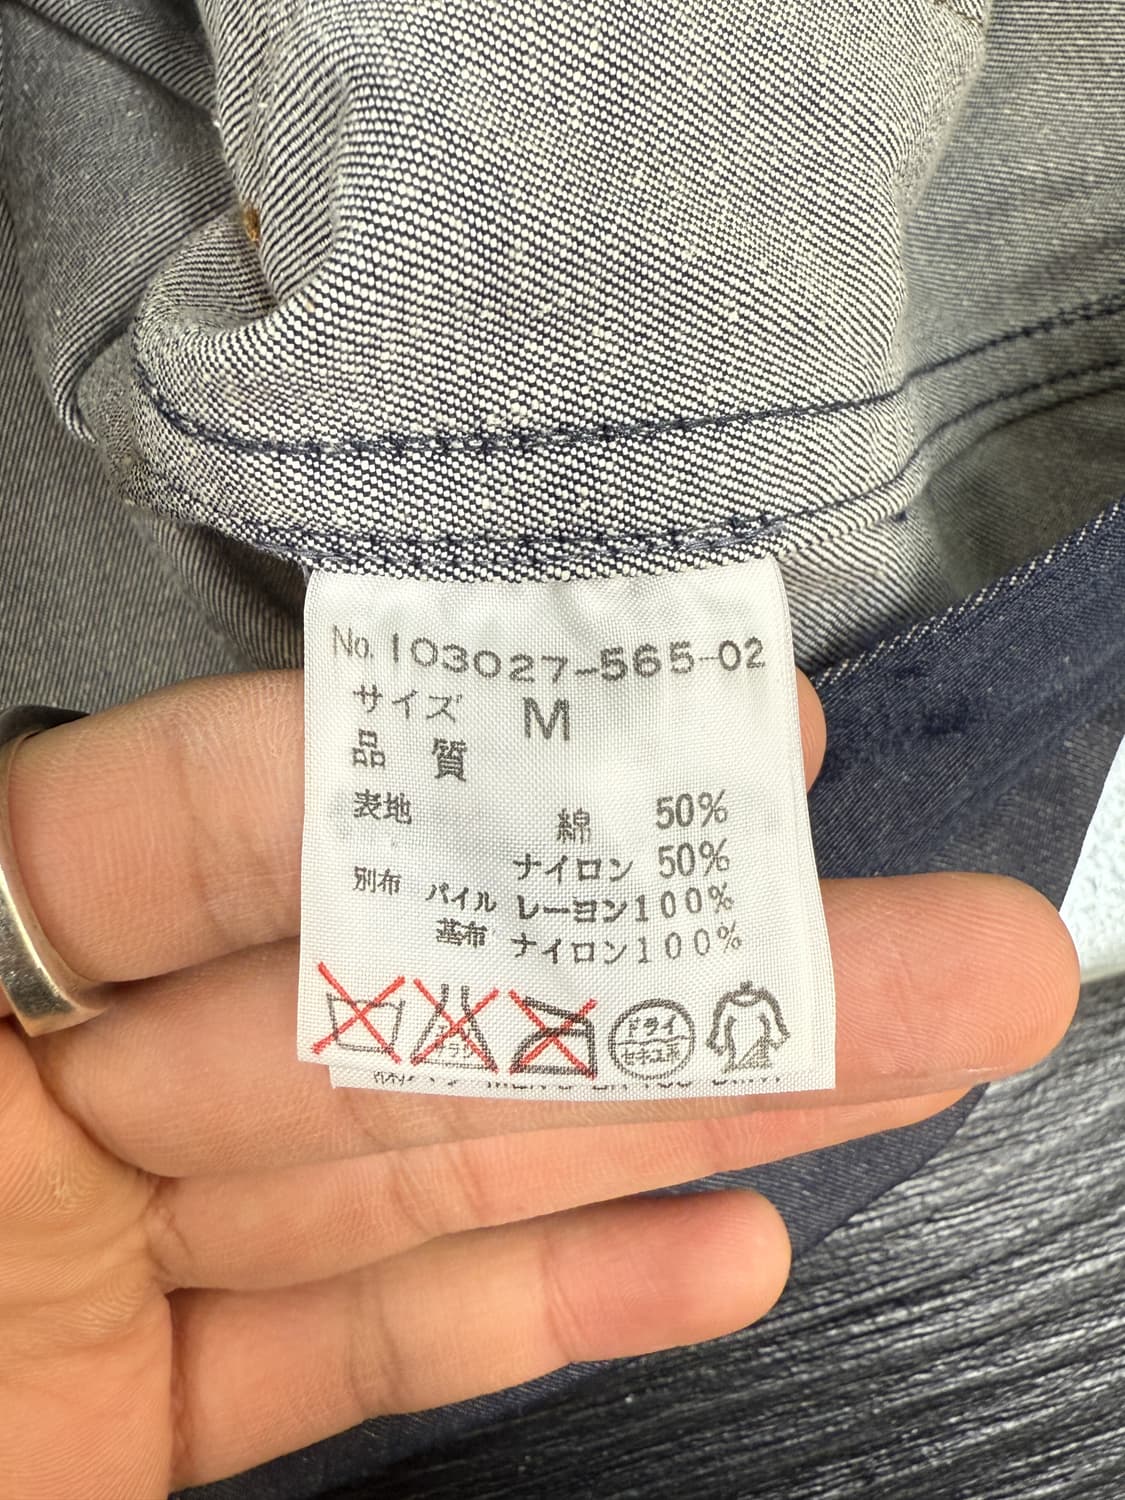 No. 103027-565-02
サイズ M
品 質
表地 綿 50%
ナイロン 50%
別布 パイル レーヨン100%
基布 ナイロン100%
ドライ
セキユ系